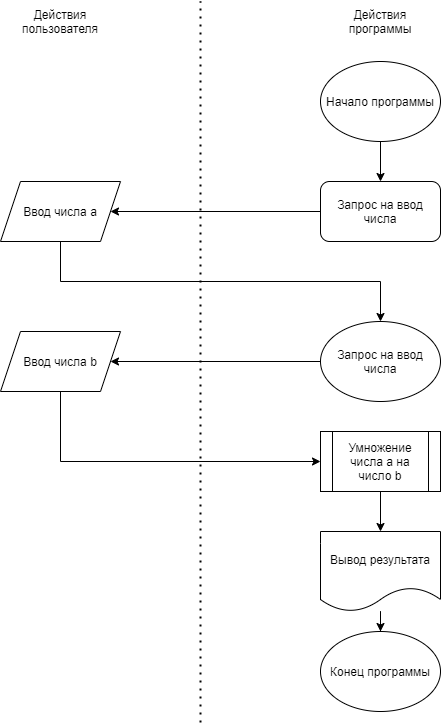 Действия
пользователя
Действия
программы
Начало программы
Запрос на ввод
числа
Ввод числа a
Запрос на ввод
числа
Ввод числа b
Умножение
числа a на
число b
Вывод результата
Конец программы